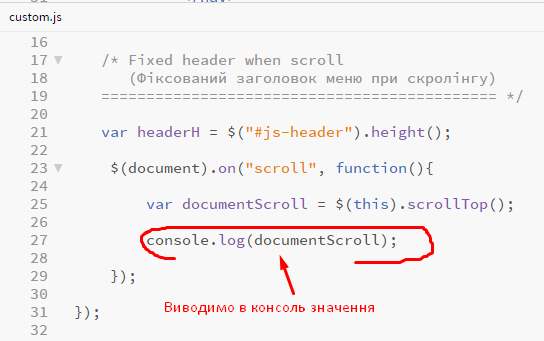 custom.js
16
17 /* Fixed header when scroll
18 (Фіксований заголовок меню при скролінгу)
19 ============================================ */
20
21 var headerH = $("#js-header").height();
22
23 $(document).on("scroll", function(){
24
25 var documentScroll = $(this).scrollTop();
26
27 console.log(documentScroll);
28
29 });
30
31 });
32
Виводимо в консоль значення